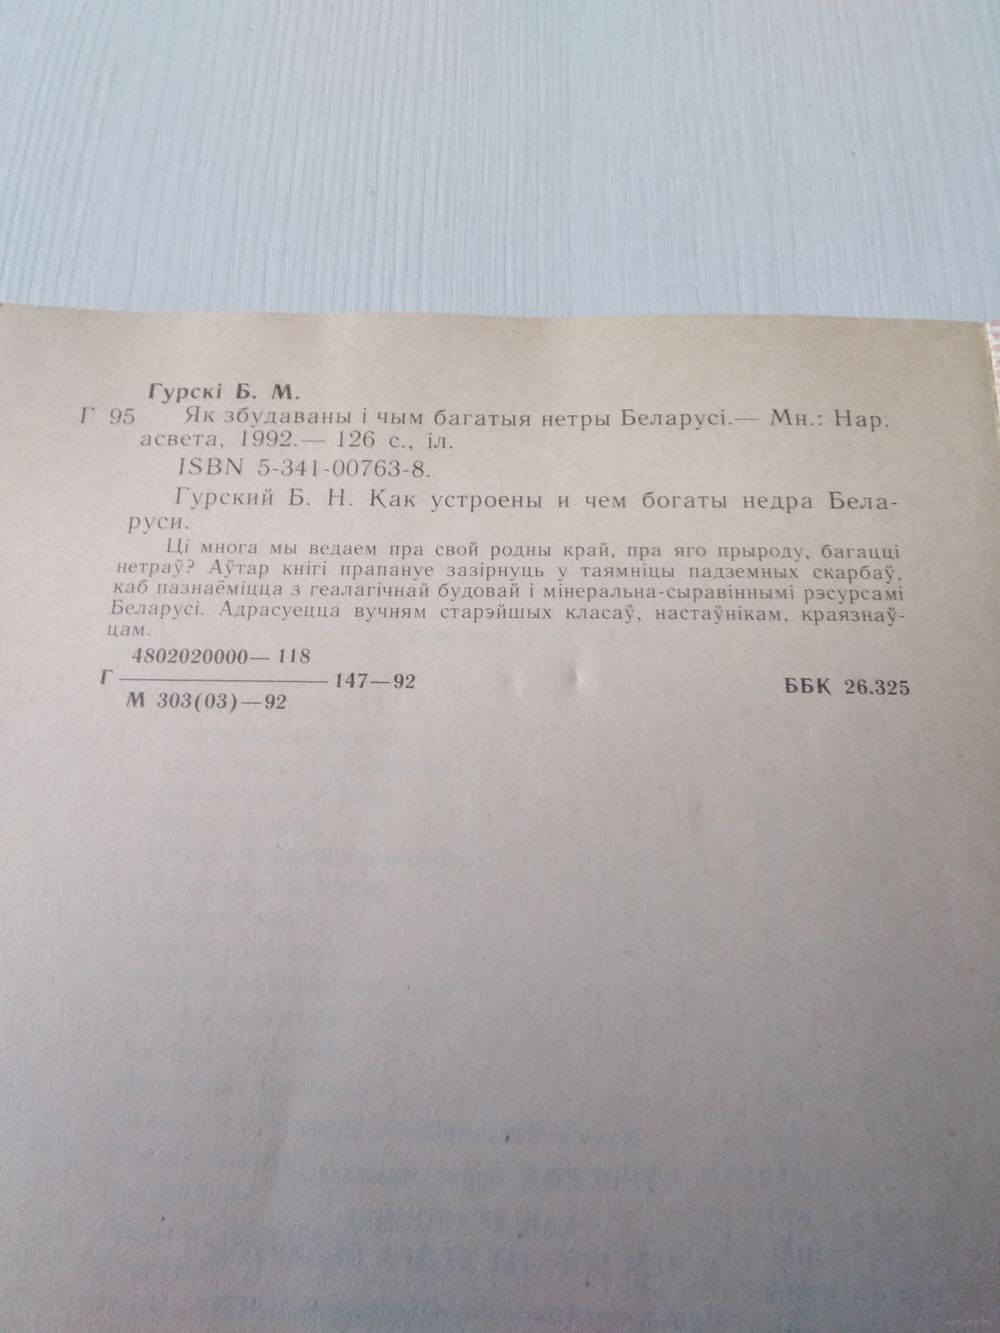 Гурскі Б. М.
Г 95 Як збудаваны і чым багатыя нетры Беларусі.— Мн.: Нар.
асвета, 1992.— 126 с., іл.
ISBN 5-341-00763-8.
Гурский Б. Н. Как устроены и чем богаты недра Бела-
руси.
Ці многа мы ведаем пра свой родны край, пра яго прыроду, багацці
нетраў? Аўтар кнігі прапануе зазірнуць у таямніцы падземных скарбаў,
каб пазнаёміцца з геалагічнай будовай і мінеральна-сыравіннымі рэсурсамі
Беларусі. Адрасуецца вучням старэйшых класаў, настаўнікам, краязнаў-
цам.
4802020000—118
Г 147—92
М 303(03)—92
ББК 26.325
www.ay.by